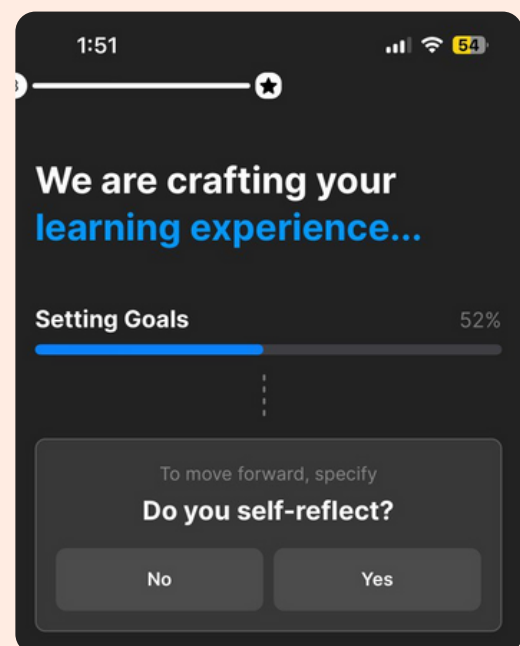 1:51
54
We are crafting your
learning experience...
Setting Goals
52%
To move forward, specify
Do you self-reflect?
No
Yes